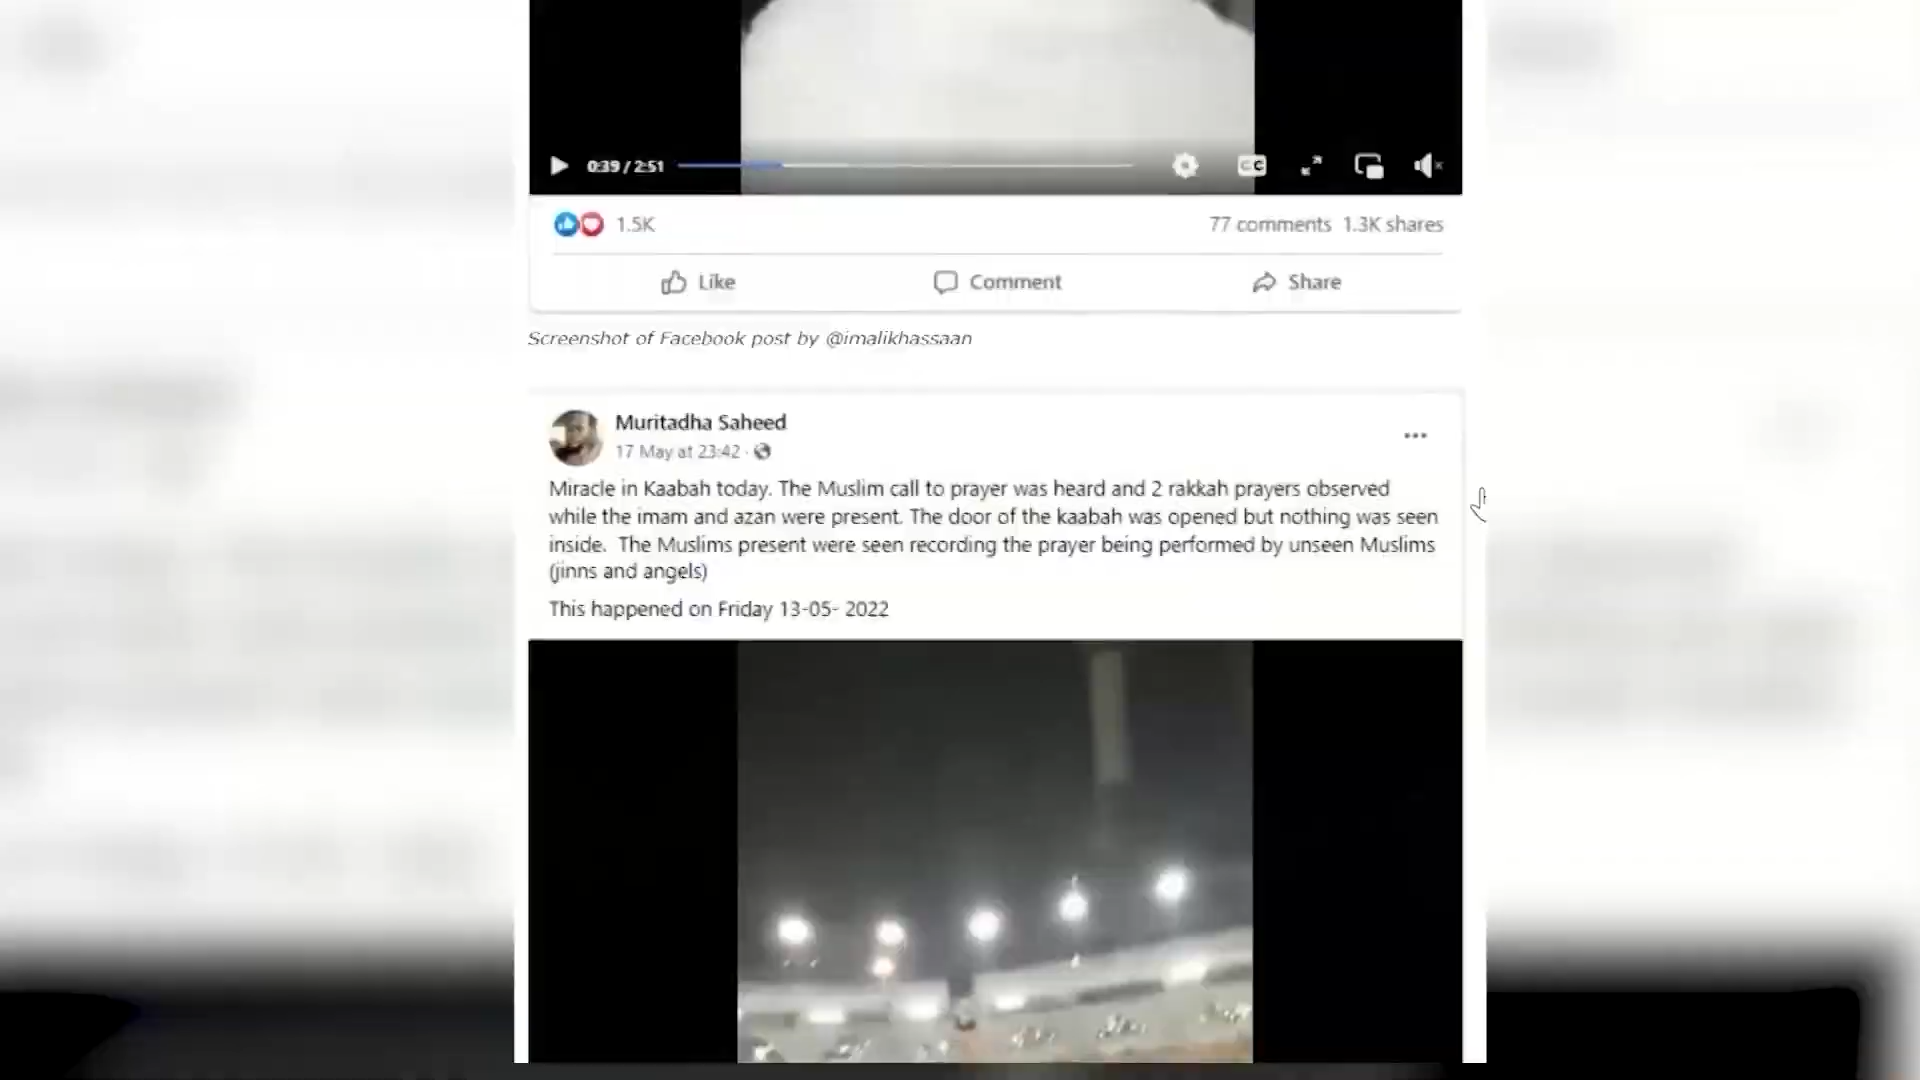 0:39 / 2:51
CC
1.5K
77 comments 1.3K shares
Like
Comment
Share
Screenshot of Facebook post by @imalikhassaan
Muritadha Saheed
17 May at 23:42 ·
Miracle in Kaabah today. The Muslim call to prayer was heard and 2 rakkah prayers observed
while the imam and azan were present. The door of the kaabah was opened but nothing was seen
inside. The Muslims present were seen recording the prayer being performed by unseen Muslims
(jinns and angels)
This happened on Friday 13-05- 2022